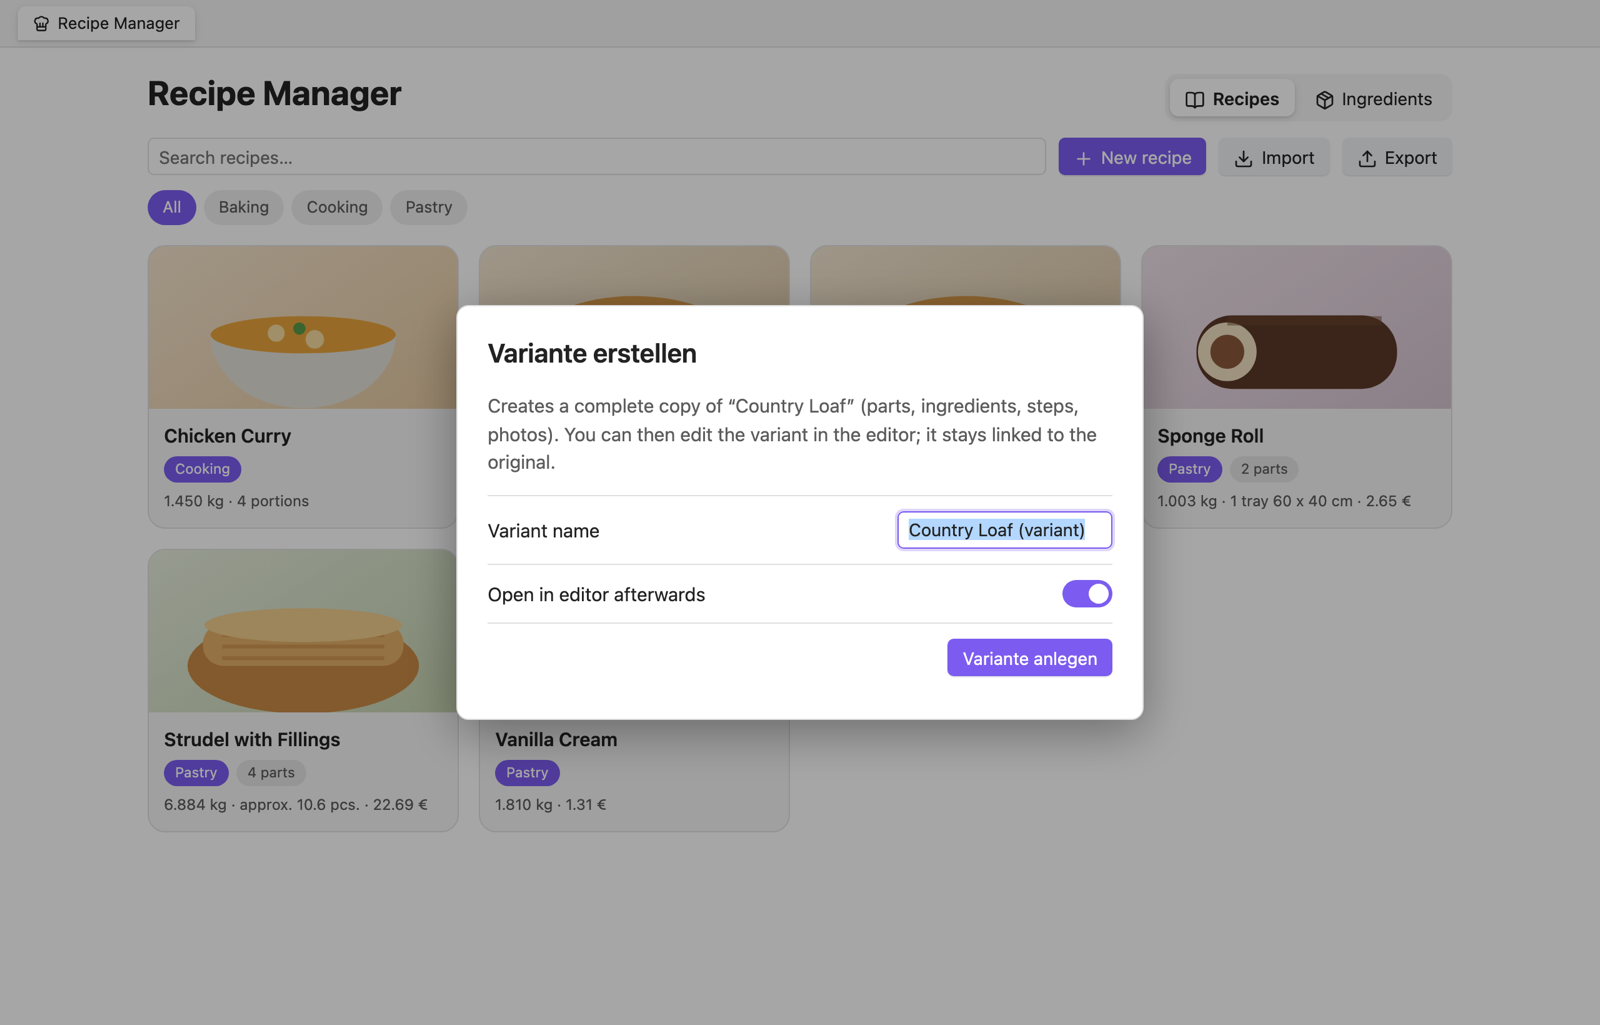 Recipe Manager
Recipe Manager
Recipes
Ingredients
Search recipes...
New recipe
Import
Export
All
Baking
Cooking
Pastry
Variante erstellen
Creates a complete copy of “Country Loaf” (parts, ingredients, steps,
photos). You can then edit the variant in the editor; it stays linked to the
original.
Variant name
Country Loaf (variant)
Open in editor afterwards
Variante anlegen
Chicken Curry
Cooking
1.450 kg · 4 portions
Sponge Roll
Pastry
2 parts
1.003 kg · 1 tray 60 x 40 cm · 2.65 €
Strudel with Fillings
Pastry
4 parts
6.884 kg · approx. 10.6 pcs. · 22.69 €
Vanilla Cream
Pastry
1.810 kg · 1.31 €